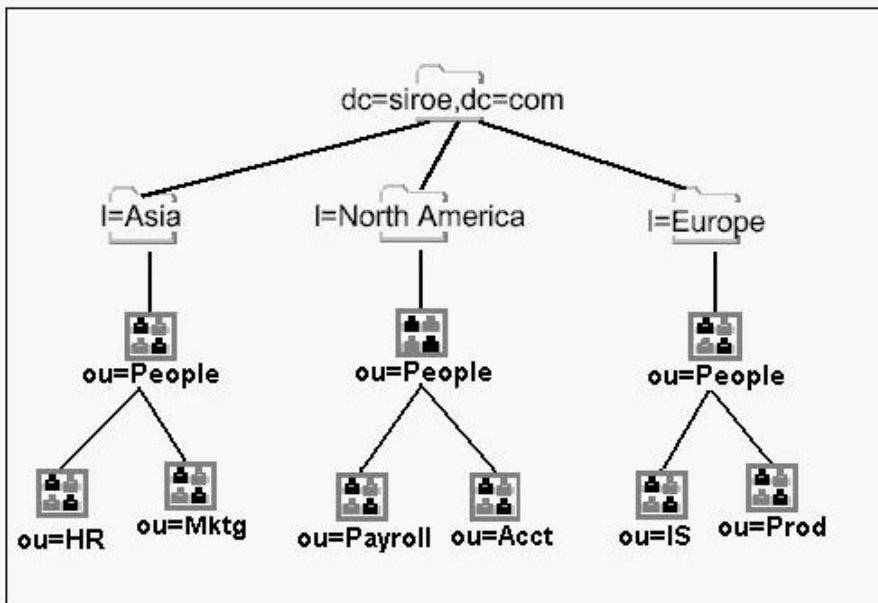 dc=siroe,dc=com
l=Asia
l=North America
l=Europe
ou=People
ou=People
ou=People
ou=HR
ou=Mktg
ou=Payroll
ou=Acct
ou=IS
ou=Prod